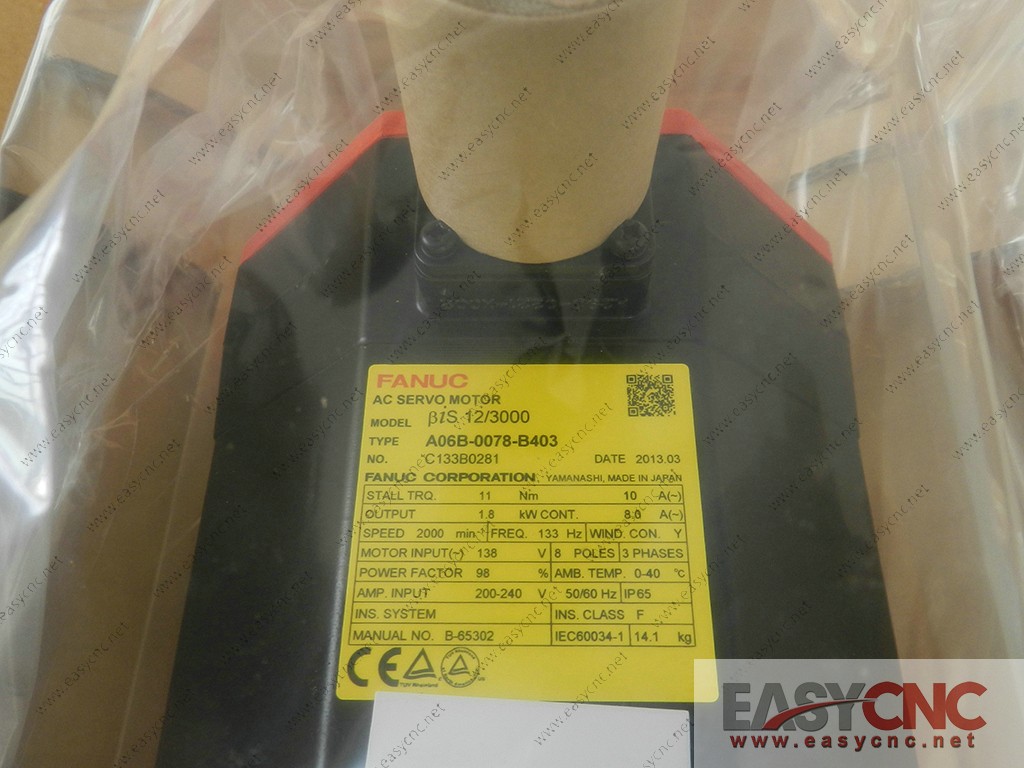 FANUC
AC SERVO MOTOR
MODEL βiS 12/3000
TYPE A06B-0078-B403
NO. C133B0281 DATE 2013.03
FANUC CORPORATION YAMANASHI, MADE IN JAPAN
STALL TRQ. 11 Nm 10 A(~)
OUTPUT 1.8 kW CONT. 8.0 A(~)
SPEED 2000 min⁻¹ FREQ. 133 Hz WIND. CON. Y
MOTOR INPUT(~) 138 V 8 POLES 3 PHASES
POWER FACTOR 98 % AMB. TEMP. 0-40 ℃
AMP. INPUT 200-240 V 50/60 Hz IP65
INS. SYSTEM INS. CLASS F
MANUAL NO. B-65302 IEC60034-1 14.1 kg
CE
EASYCNC
www.easycnc.net